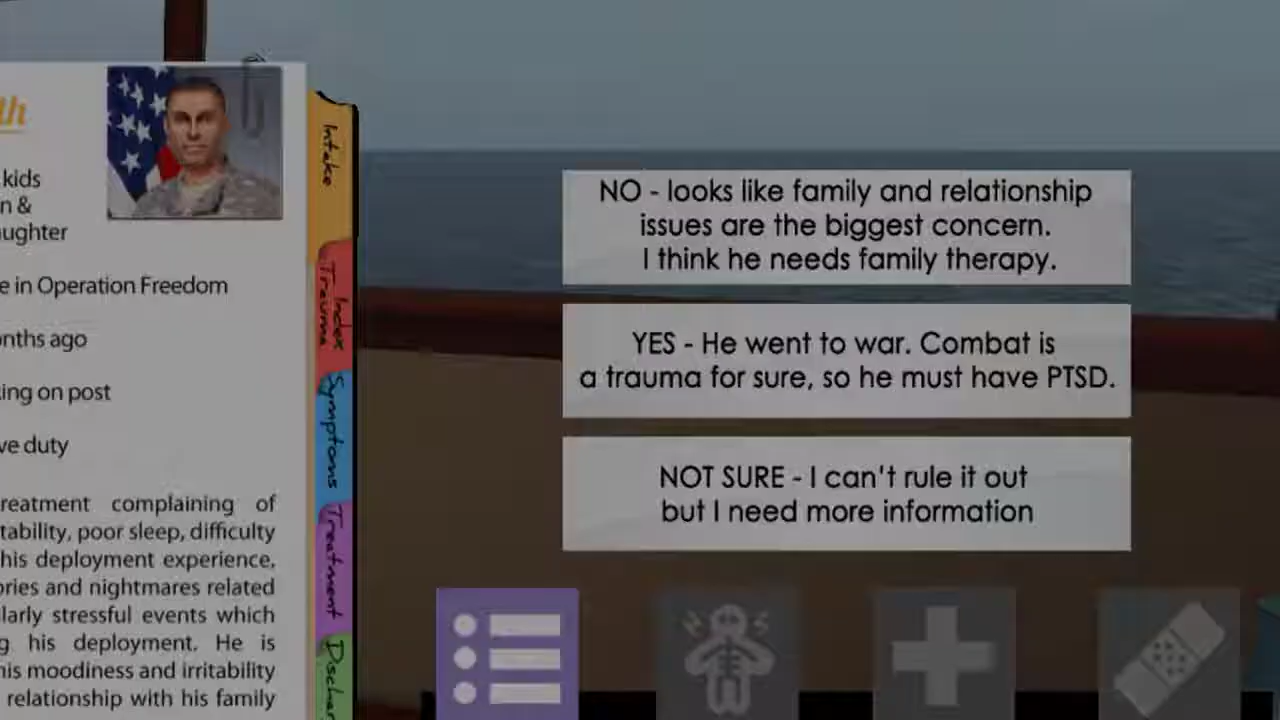 th
kids
n &
aughter
e in Operation Freedom
onths ago
ing on post
ve duty
reatment complaining of
tability, poor sleep, difficulty
his deployment experience,
ories and nightmares related
larly stressful events which
g his deployment. He is
his moodiness and irritability
relationship with his family
Intake
Index
Trauma
Symptoms
Treatment
Dischar
NO - looks like family and relationship
issues are the biggest concern.
I think he needs family therapy.
YES - He went to war. Combat is
a trauma for sure, so he must have PTSD.
NOT SURE - I can't rule it out
but I need more information